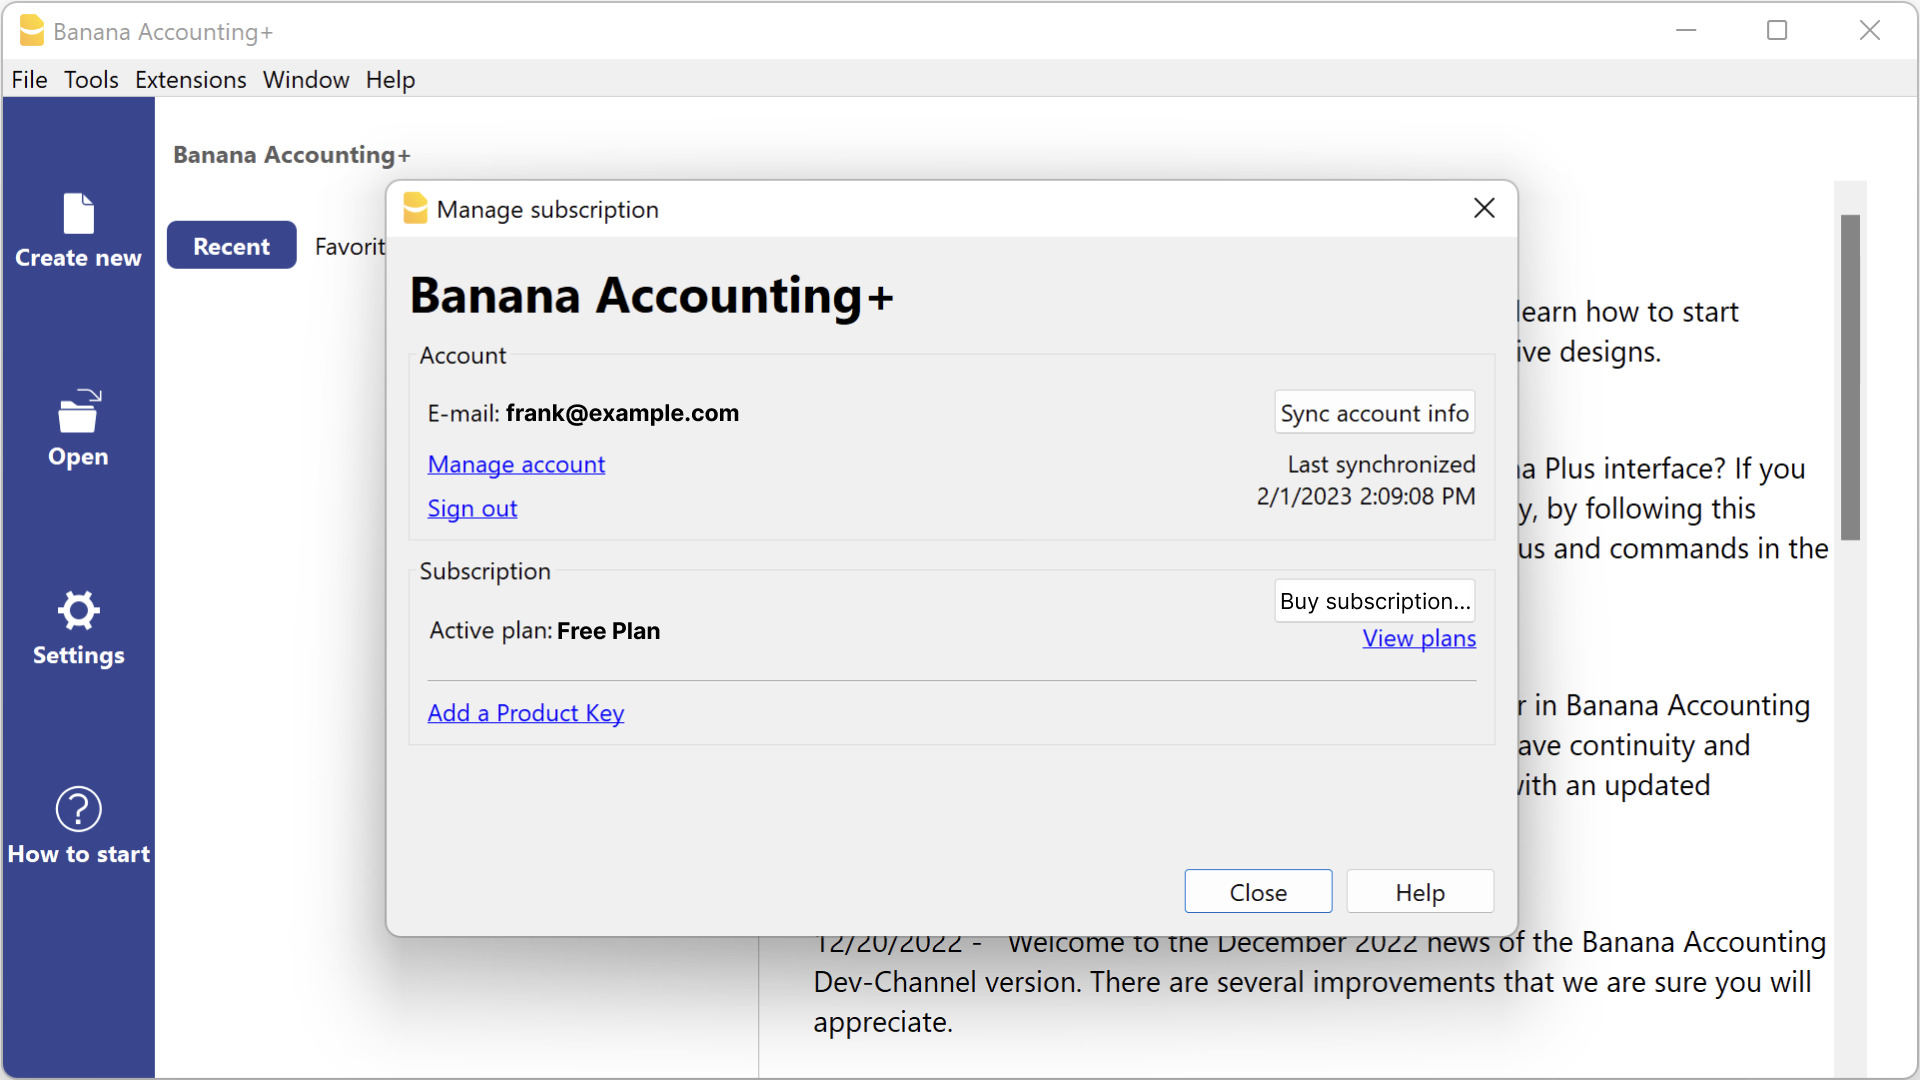 Banana Accounting+
File Tools Extensions Window Help
Banana Accounting+
Create new
Open
Settings
How to start
Recent
Favorit
Manage subscription
Banana Accounting+
Account
E-mail: frank@example.com
Sync account info
Manage account
Last synchronized
2/1/2023 2:09:08 PM
Sign out
Subscription
Buy subscription...
Active plan: Free Plan
View plans
Add a Product Key
Close
Help
learn how to start
ive designs.
a Plus interface? If you
y, by following this
us and commands in the
r in Banana Accounting
ave continuity and
with an updated
12/20/2022 - Welcome to the December 2022 news of the Banana Accounting
Dev-Channel version. There are several improvements that we are sure you will
appreciate.